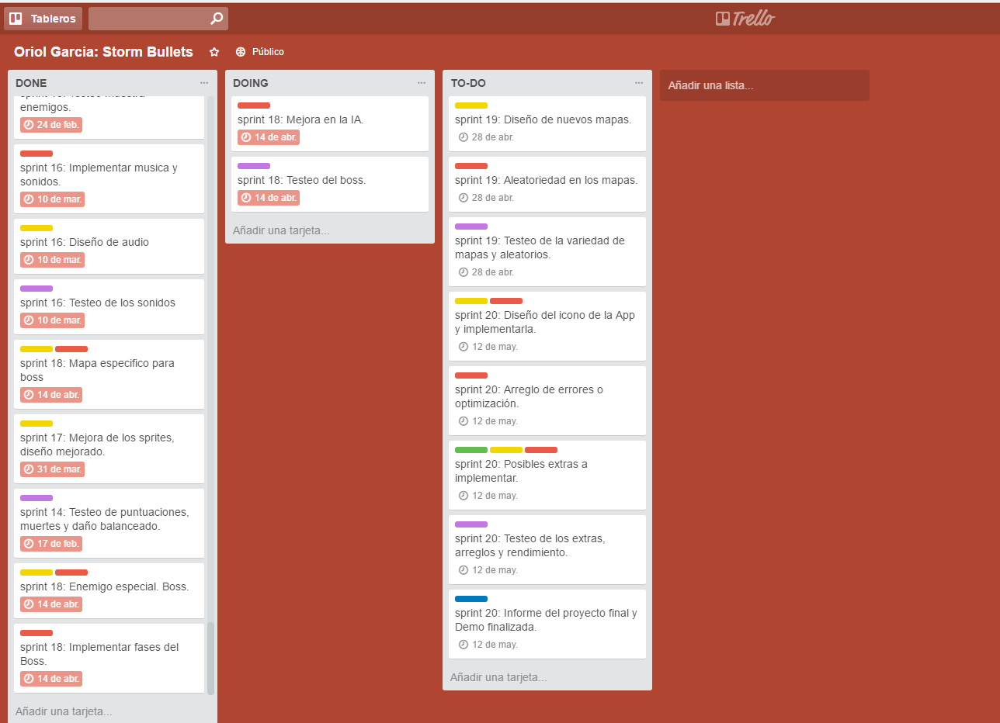 Tableros
Trello
Oriol Garcia: Storm Bullets
Público
DONE
enemigos.
24 de feb.
sprint 16: Implementar musica y
sonidos.
10 de mar.
sprint 16: Diseño de audio
10 de mar.
sprint 16: Testeo de los sonidos
10 de mar.
sprint 18: Mapa especifico para
boss
14 de abr.
sprint 17: Mejora de los sprites,
diseño mejorado.
31 de mar.
sprint 14: Testeo de puntuaciones,
muertes y daño balanceado.
17 de feb.
sprint 18: Enemigo especial. Boss.
14 de abr.
sprint 18: Implementar fases del
Boss.
14 de abr.
Añadir una tarjeta...
DOING
sprint 18: Mejora en la IA.
14 de abr.
sprint 18: Testeo del boss.
14 de abr.
Añadir una tarjeta...
TO-DO
sprint 19: Diseño de nuevos mapas.
28 de abr.
sprint 19: Aleatoriedad en los mapas.
28 de abr.
sprint 19: Testeo de la variedad de
mapas y aleatorios.
28 de abr.
sprint 20: Diseño del icono de la App
y implementarla.
12 de may.
sprint 20: Arreglo de errores o
optimización.
12 de may.
sprint 20: Posibles extras a
implementar.
12 de may.
sprint 20: Testeo de los extras,
arreglos y rendimiento.
12 de may.
sprint 20: Informe del proyecto final y
Demo finalizada.
12 de may.
Añadir una tarjeta...
Añadir una lista...